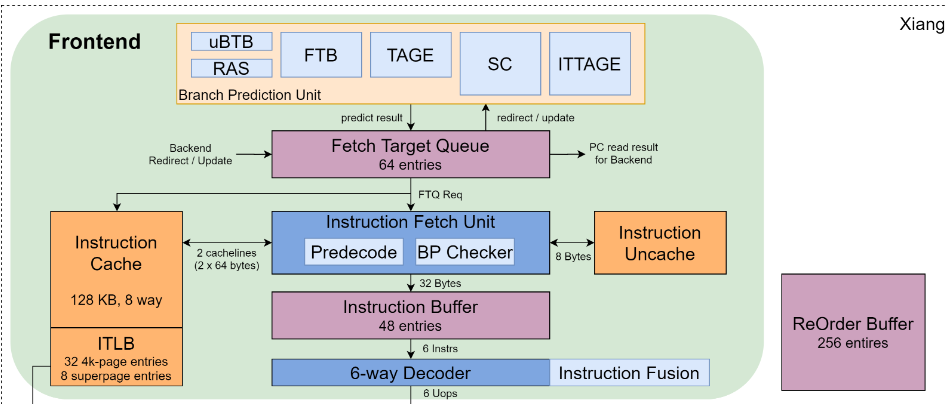 Xiang
Frontend
uBTB
RAS
FTB
TAGE
SC
ITTAGE
Branch Prediction Unit
predict result
redirect / update
Backend
Redirect / Update
Fetch Target Queue
64 entries
PC read result
for Backend
FTQ Req
Instruction
Cache
128 KB, 8 way
2 cachelines
(2 x 64 bytes)
Instruction Fetch Unit
Predecode
BP Checker
8 Bytes
Instruction
Uncache
32 Bytes
Instruction Buffer
48 entries
ReOrder Buffer
256 entires
ITLB
32 4k-page entries
8 superpage entries
6 Instrs
6-way Decoder
Instruction Fusion
6 Uops